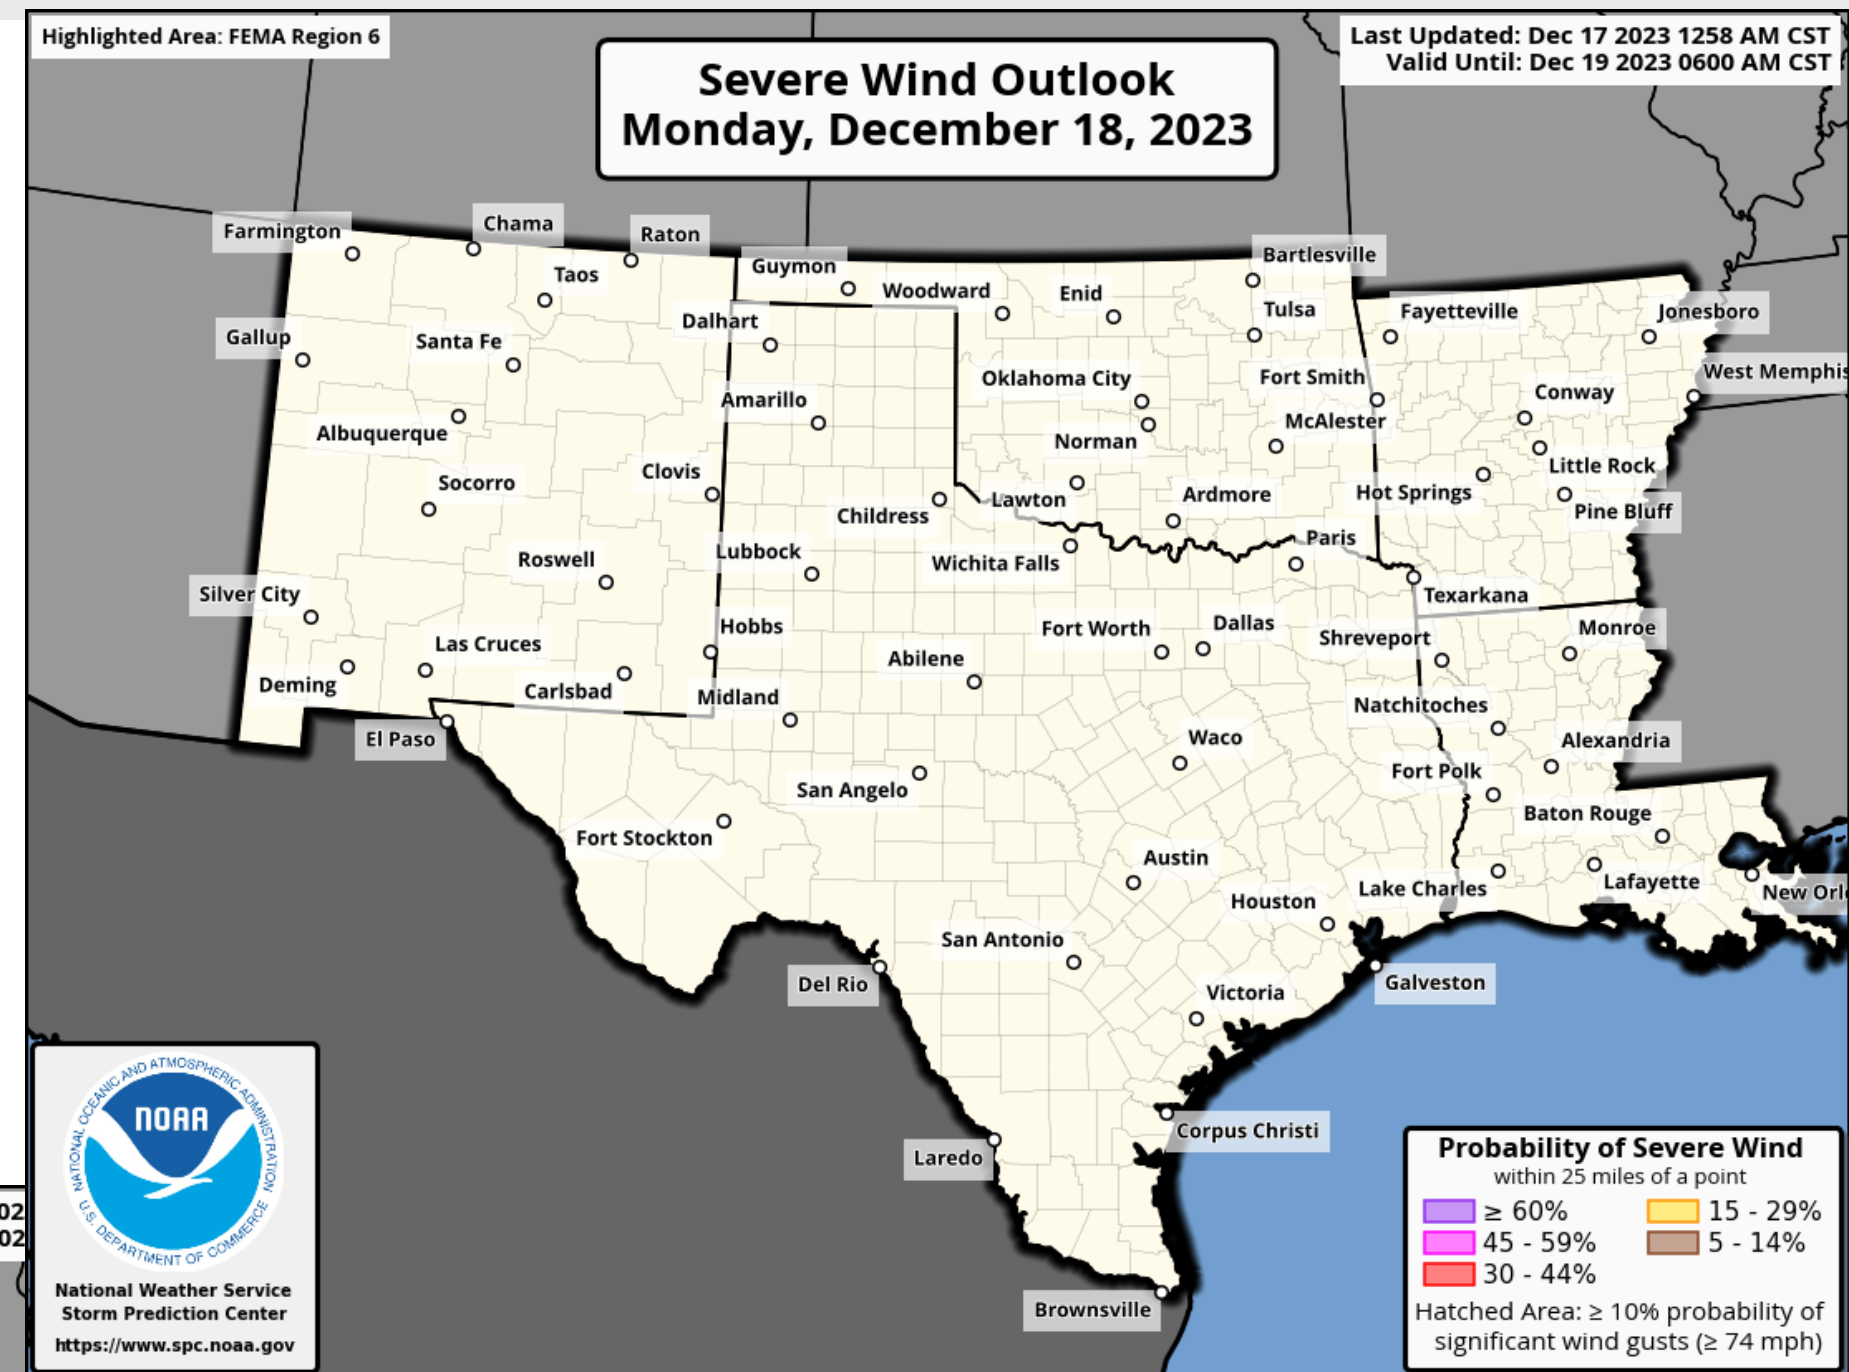 Highlighted Area: FEMA Region 6
Last Updated: Dec 17 2023 1258 AM CST
Valid Until: Dec 19 2023 0600 AM CST
Severe Wind Outlook
Monday, December 18, 2023
Farmington
Chama
Raton
Taos
Guymon
Woodward
Enid
Bartlesville
Tulsa
Fayetteville
Jonesboro
Gallup
Santa Fe
Dalhart
Oklahoma City
Fort Smith
West Memphis
Conway
Amarillo
Albuquerque
Norman
McAlester
Little Rock
Clovis
Socorro
Childress
Lawton
Ardmore
Hot Springs
Pine Bluff
Paris
Roswell
Lubbock
Wichita Falls
Silver City
Texarkana
Las Cruces
Hobbs
Fort Worth
Dallas
Shreveport
Monroe
Abilene
Deming
Carlsbad
Midland
Natchitoches
El Paso
Waco
Alexandria
San Angelo
Fort Polk
Fort Stockton
Baton Rouge
Austin
Lake Charles
Lafayette
New Orl
Houston
San Antonio
Del Rio
Victoria
Galveston
Corpus Christi
Laredo
Brownsville
02
02
NATIONAL OCEANIC AND ATMOSPHERIC ADMINISTRATION
NOAA
U.S. DEPARTMENT OF COMMERCE
National Weather Service
Storm Prediction Center
https://www.spc.noaa.gov
Probability of Severe Wind
within 25 miles of a point
≥ 60% 15 - 29%
45 - 59% 5 - 14%
30 - 44%
Hatched Area: ≥ 10% probability of
significant wind gusts (≥ 74 mph)